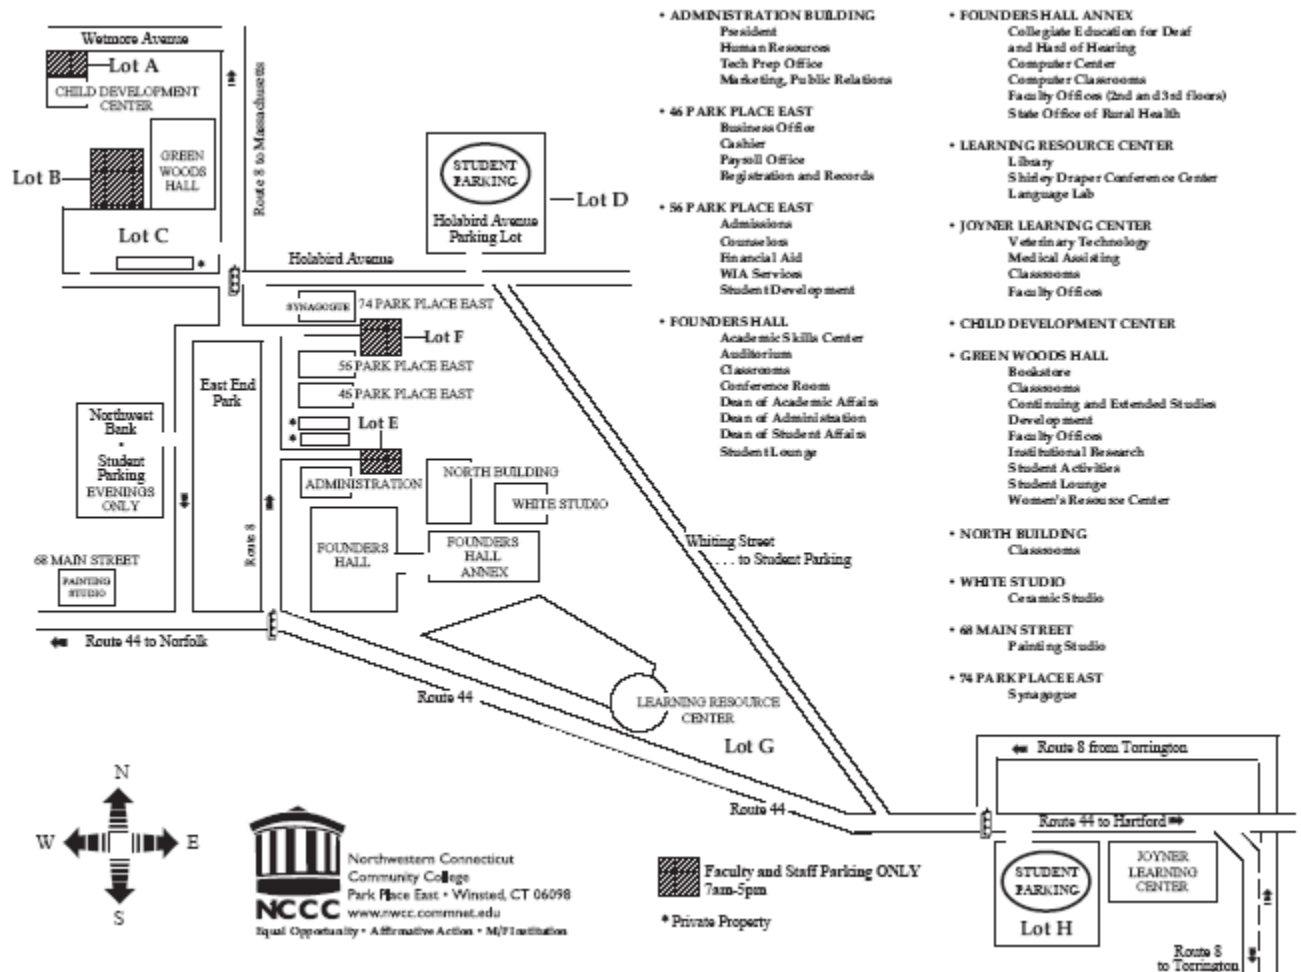 Wetmore Avenue
Lot A
CHILD DEVELOPMENT
CENTER
Route 8 to Massachusetts
GREEN
WOODS
HALL
Lot B
Lot C
*
STUDENT
PARKING
Holabird Avenue
Parking Lot
Lot D
Holabird Avenue
SYNAGOGUE
74 PARK PLACE EAST
Lot F
56 PARK PLACE EAST
46 PARK PLACE EAST
East End
Park
Northwest
Bank
•
Student
Parking
EVENINGS
ONLY
*
*
Lot E
ADMINISTRATION
NORTH BUILDING
WHITE STUDIO
FOUNDERS
HALL
FOUNDERS
HALL
ANNEX
Route 8
68 MAIN STREET
PAINTING
STUDIO
Route 44 to Norfolk
Whiting Street
. . . . to Student Parking
Route 44
LEARNING RESOURCE
CENTER
Lot G
Route 44
Route 8 from Torrington
Route 44 to Hartford
STUDENT
PARKING
Lot H
JOYNER
LEARNING
CENTER
Route 8
to Torrington
• ADMINISTRATION BUILDING
President
Human Resources
Tech Prep Office
Marketing, Public Relations
• 46 PARK PLACE EAST
Business Office
Cashier
Payroll Office
Registration and Records
• 56 PARK PLACE EAST
Admissions
Counselors
Financial Aid
WIA Services
Student Development
• FOUNDERS HALL
Academic Skills Center
Auditorium
Classrooms
Conference Room
Dean of Academic Affairs
Dean of Administration
Dean of Student Affairs
Student Lounge
• FOUNDERS HALL ANNEX
Collegiate Education for Deaf
and Hard of Hearing
Computer Center
Computer Classrooms
Faculty Offices (2nd and 3rd floors)
State Office of Rural Health
• LEARNING RESOURCE CENTER
Library
Shirley Draper Conference Center
Language Lab
• JOYNER LEARNING CENTER
Veterinary Technology
Medical Assisting
Classrooms
Faculty Offices
• CHILD DEVELOPMENT CENTER
• GREEN WOODS HALL
Bookstore
Classrooms
Continuing and Extended Studies
Development
Faculty Offices
Institutional Research
Student Activities
Student Lounge
Women's Resource Center
• NORTH BUILDING
Classrooms
• WHITE STUDIO
Ceramic Studio
• 68 MAIN STREET
Painting Studio
• 74 PARK PLACE EAST
Synagogue
N
W E
S
NCCC
Northwestern Connecticut
Community College
Park Place East • Winsted, CT 06098
www.nwcc.commnet.edu
Equal Opportunity • Affirmative Action • M/F Institution
Faculty and Staff Parking ONLY
7am-5pm
* Private Property